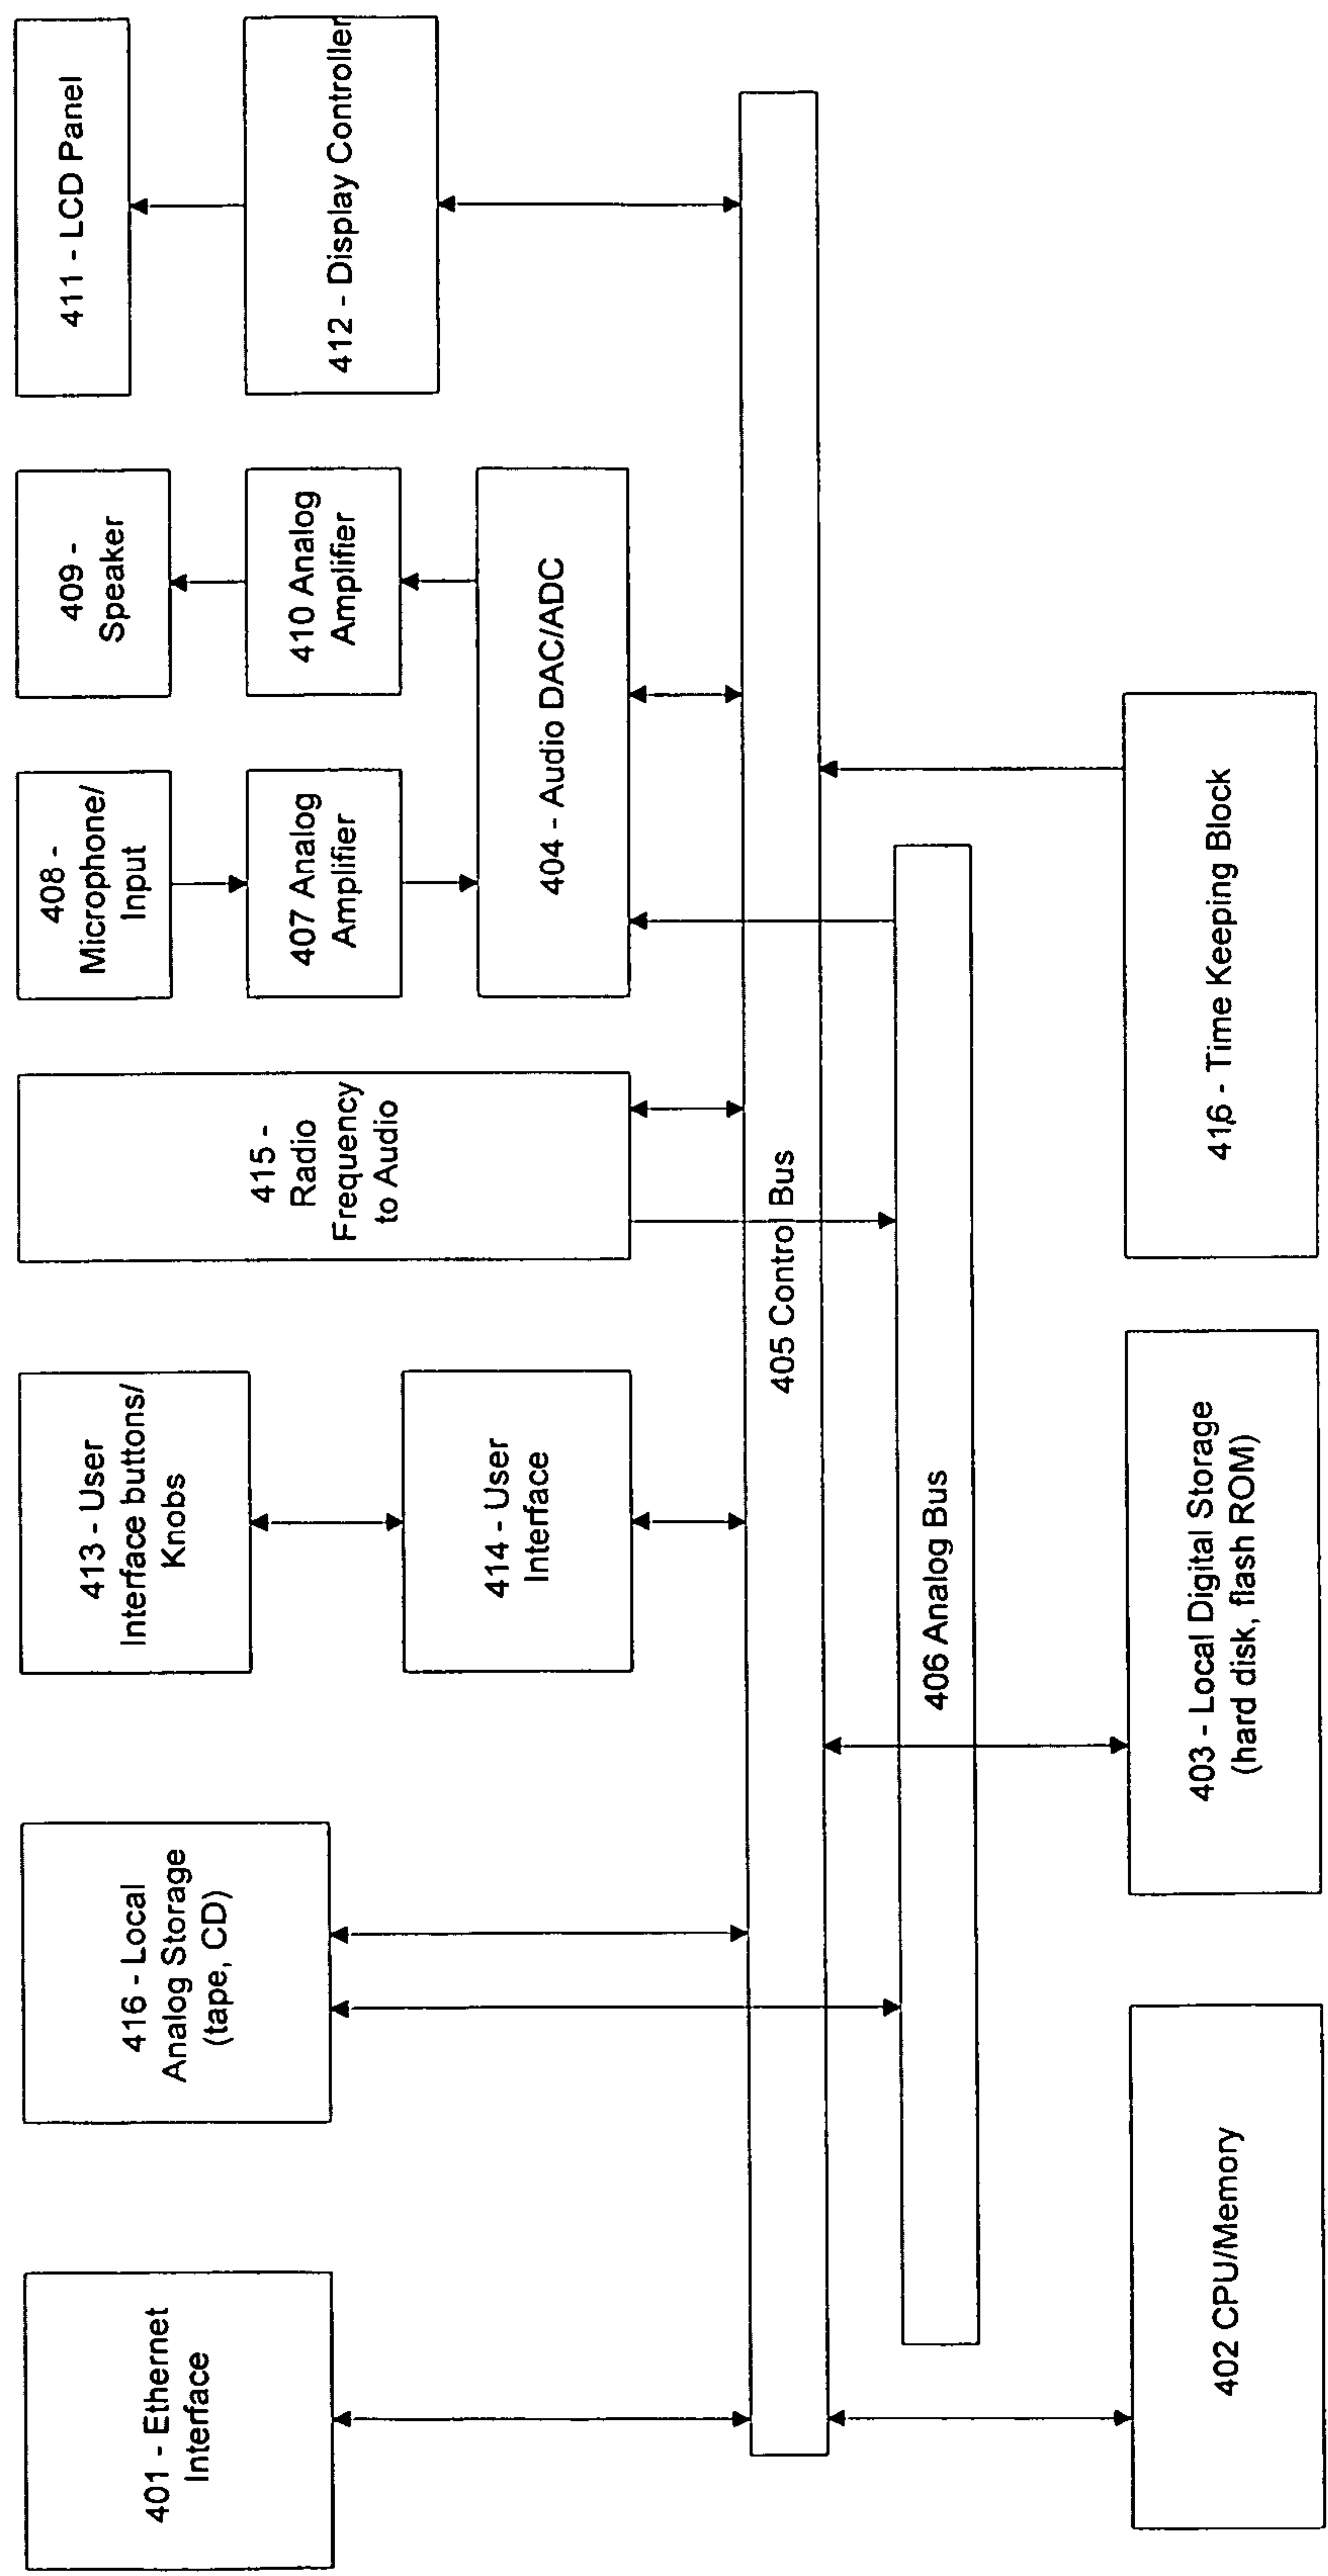 401 - Ethernet
Interface
416 - Local
Analog Storage
(tape, CD)
413 - User
Interface buttons/
Knobs
414 - User
Interface
415 -
Radio
Frequency
to Audio
408 -
Microphone/
Input
407 Analog
Amplifier
409 -
Speaker
410 Analog
Amplifier
404 - Audio DAC/ADC
411 - LCD Panel
412 - Display Controller
405 Control Bus
406 Analog Bus
402 CPU/Memory
403 - Local Digital Storage
(hard disk, flash ROM)
416 - Time Keeping Block